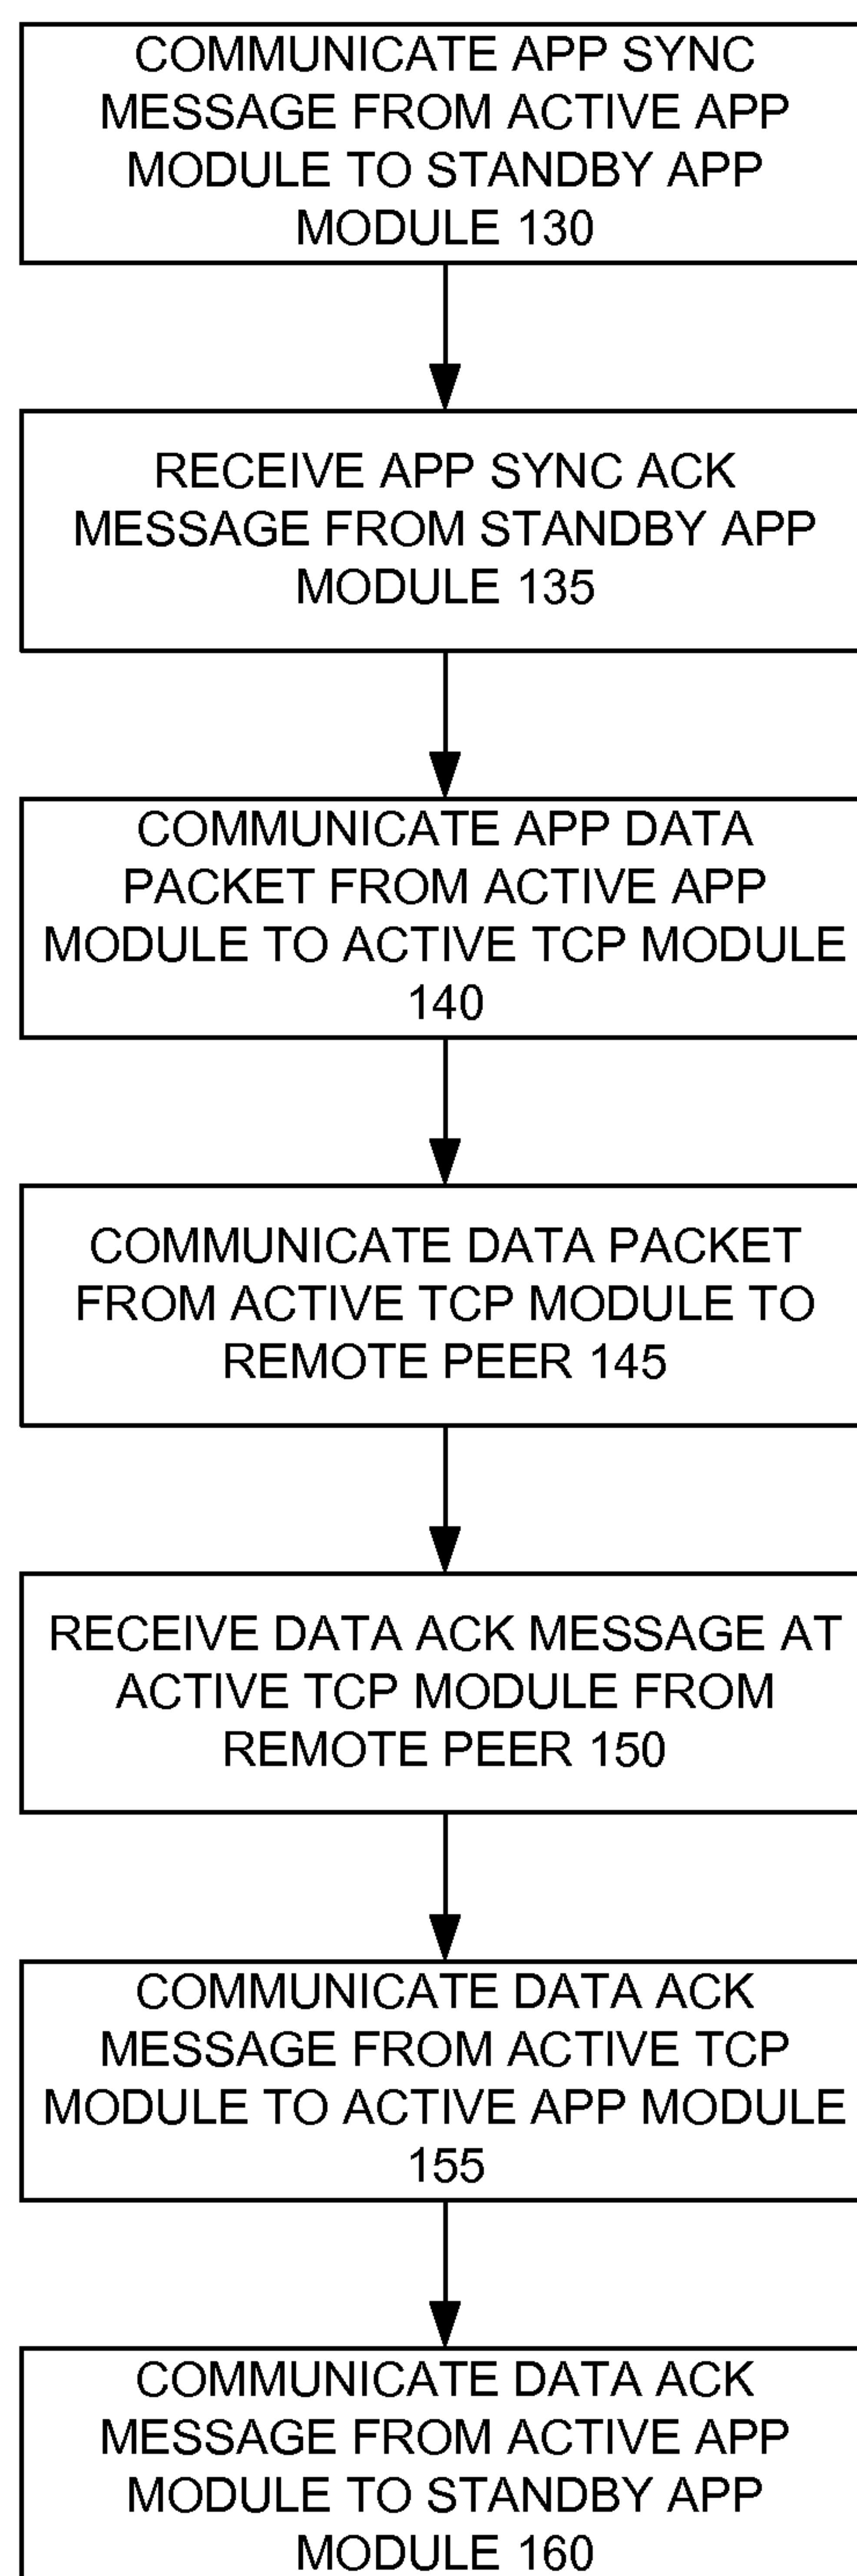 COMMUNICATE APP SYNC
MESSAGE FROM ACTIVE APP
MODULE TO STANDBY APP
MODULE 130
RECEIVE APP SYNC ACK
MESSAGE FROM STANDBY APP
MODULE 135
COMMUNICATE APP DATA
PACKET FROM ACTIVE APP
MODULE TO ACTIVE TCP MODULE
140
COMMUNICATE DATA PACKET
FROM ACTIVE TCP MODULE TO
REMOTE PEER 145
RECEIVE DATA ACK MESSAGE AT
ACTIVE TCP MODULE FROM
REMOTE PEER 150
COMMUNICATE DATA ACK
MESSAGE FROM ACTIVE TCP
MODULE TO ACTIVE APP MODULE
155
COMMUNICATE DATA ACK
MESSAGE FROM ACTIVE APP
MODULE TO STANDBY APP
MODULE 160